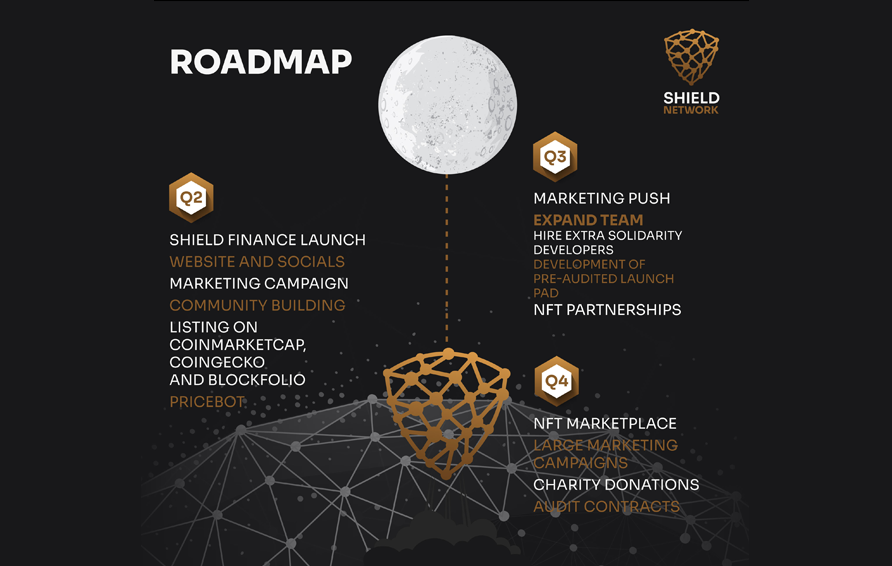 ROADMAP
SHIELD
NETWORK
Q2
SHIELD FINANCE LAUNCH
WEBSITE AND SOCIALS
MARKETING CAMPAIGN
COMMUNITY BUILDING
LISTING ON
COINMARKETCAP,
COINGECKO
AND BLOCKFOLIO
PRICEBOT
Q3
MARKETING PUSH
EXPAND TEAM
HIRE EXTRA SOLIDARITY
DEVELOPERS
DEVELOPMENT OF
PRE-AUDITED LAUNCH
PAD
NFT PARTNERSHIPS
Q4
NFT MARKETPLACE
LARGE MARKETING
CAMPAIGNS
CHARITY DONATIONS
AUDIT CONTRACTS